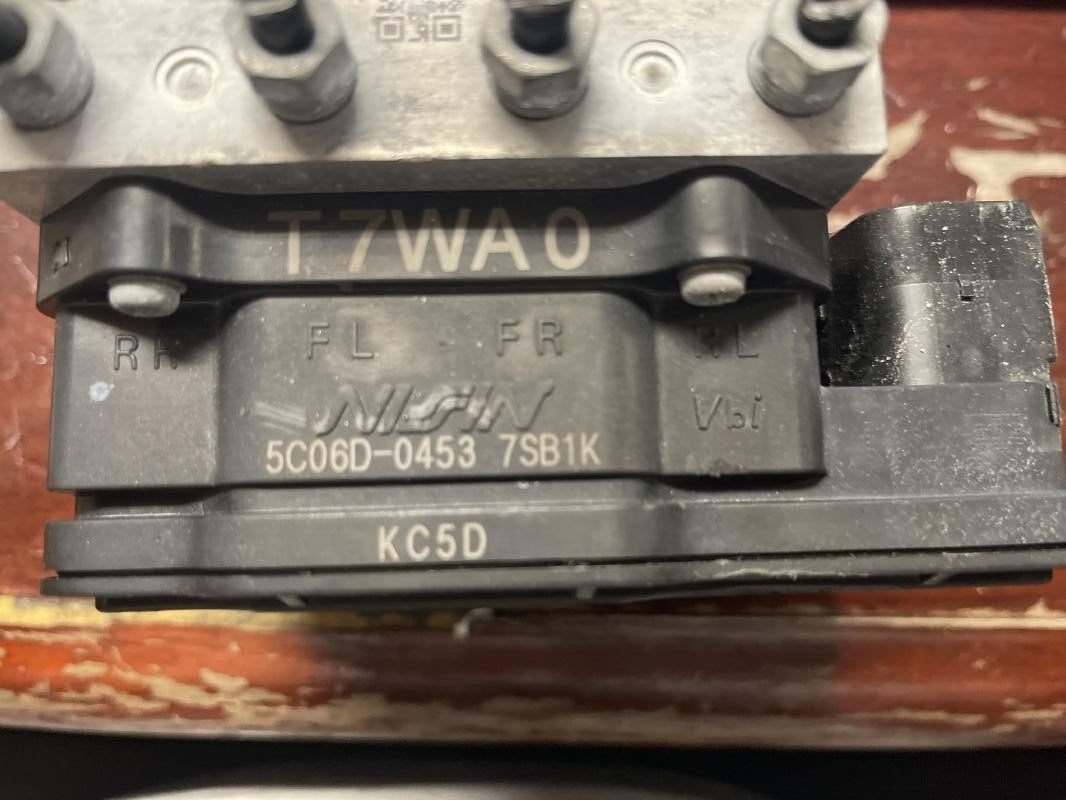 T7WA0
RR FL FR RL
NISSIN Vbi
5C06D-0453 7SB1K
KC5D